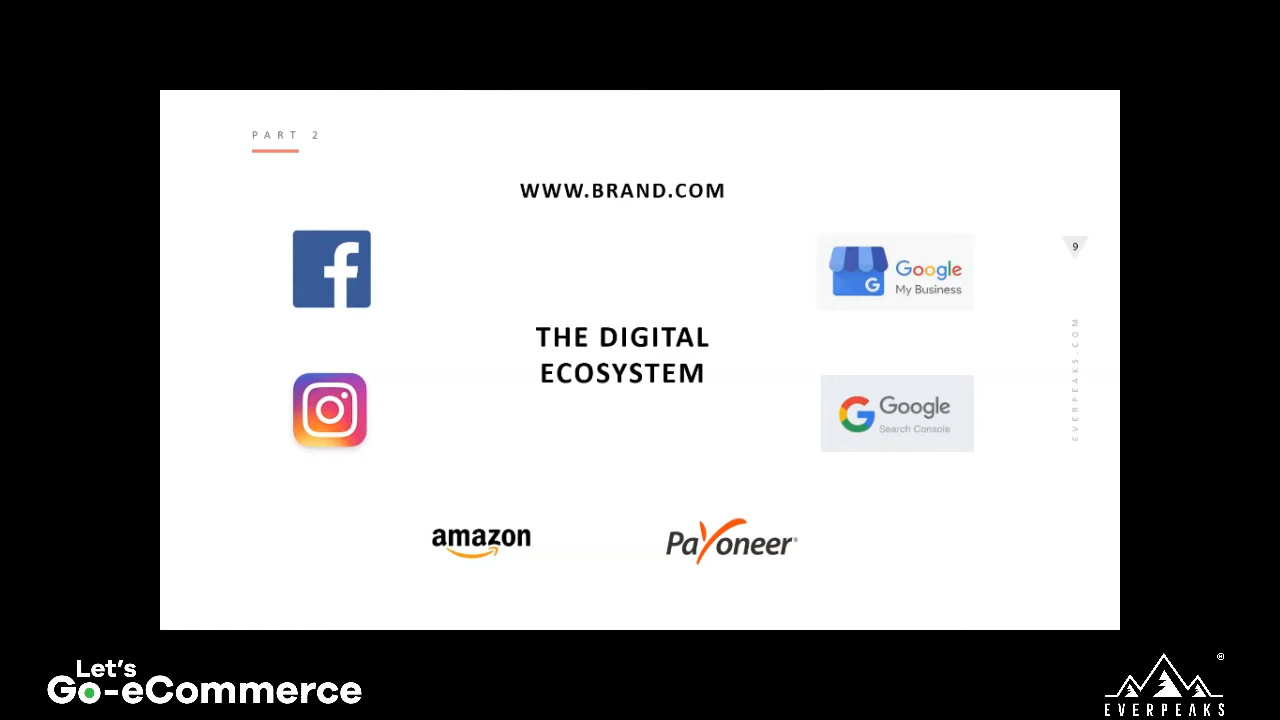 PART 2
WWW.BRAND.COM
Google
My Business
9
THE DIGITAL
ECOSYSTEM
EVERPEAKS.COM
Google
Search Console
amazon
Payoneer
Let's
Go-eCommerce
EVERPEAKS